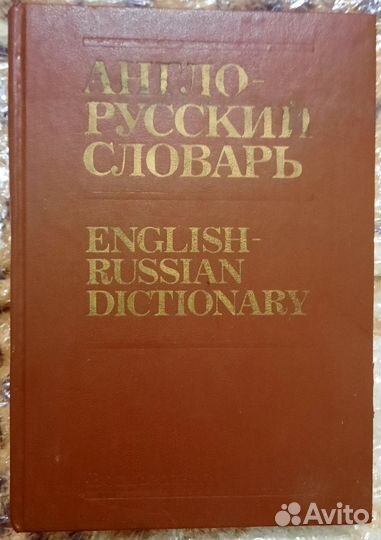 АНГЛО-
РУССКИЙ
СЛОВАРЬ
ENGLISH-
RUSSIAN
DICTIONARY
Avito